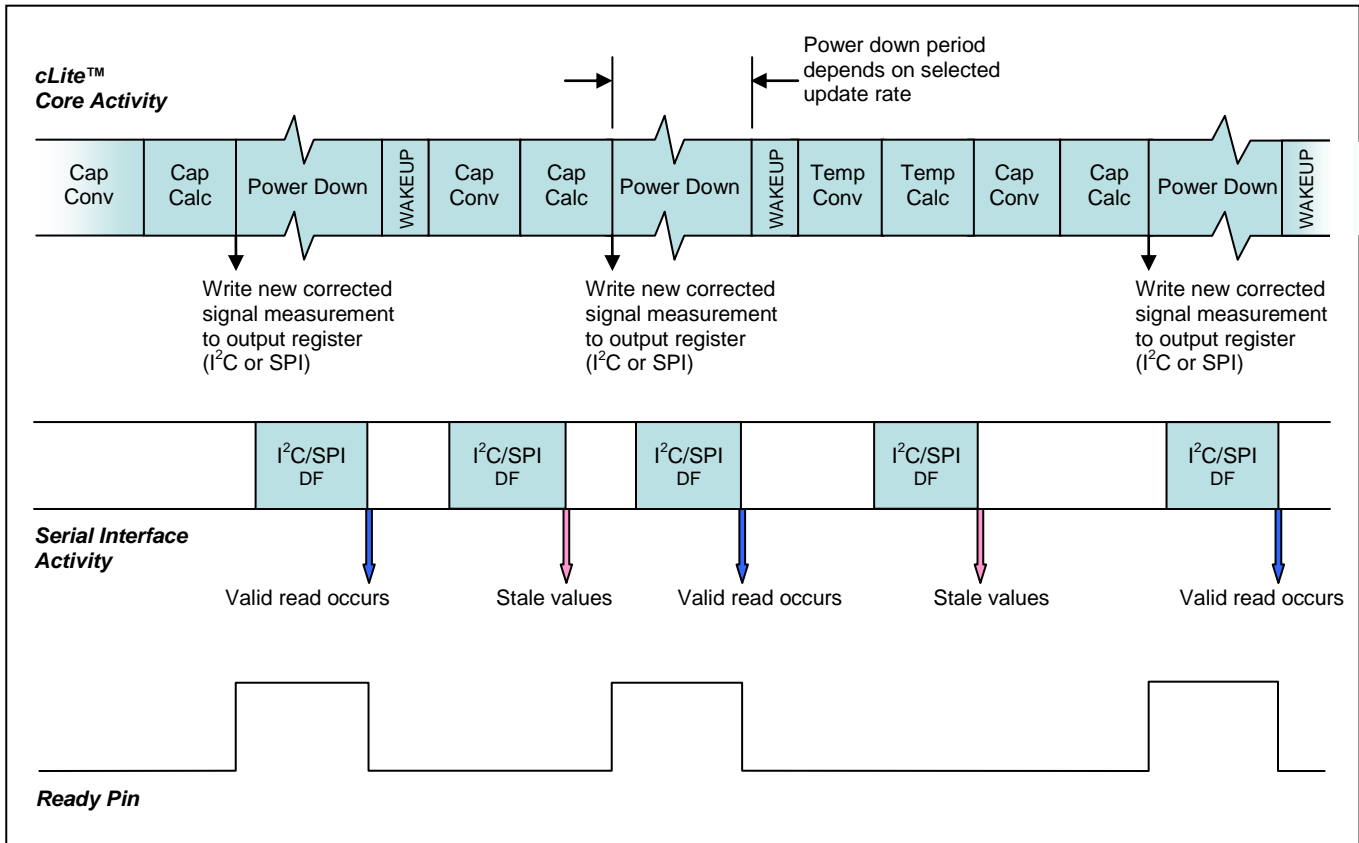 cLite™
Core Activity
Power down period
depends on selected
update rate
Cap
Conv
Cap
Calc
Power Down
WAKEUP
Cap
Conv
Cap
Calc
Power Down
WAKEUP
Temp
Conv
Temp
Calc
Cap
Conv
Cap
Calc
Power Down
WAKEUP
Write new corrected
signal measurement
to output register
(I²C or SPI)
Write new corrected
signal measurement
to output register
(I²C or SPI)
Write new corrected
signal measurement
to output register
(I²C or SPI)
I²C/SPI
DF
I²C/SPI
DF
I²C/SPI
DF
I²C/SPI
DF
I²C/SPI
DF
Serial Interface
Activity
Valid read occurs
Stale values
Valid read occurs
Stale values
Valid read occurs
Ready Pin